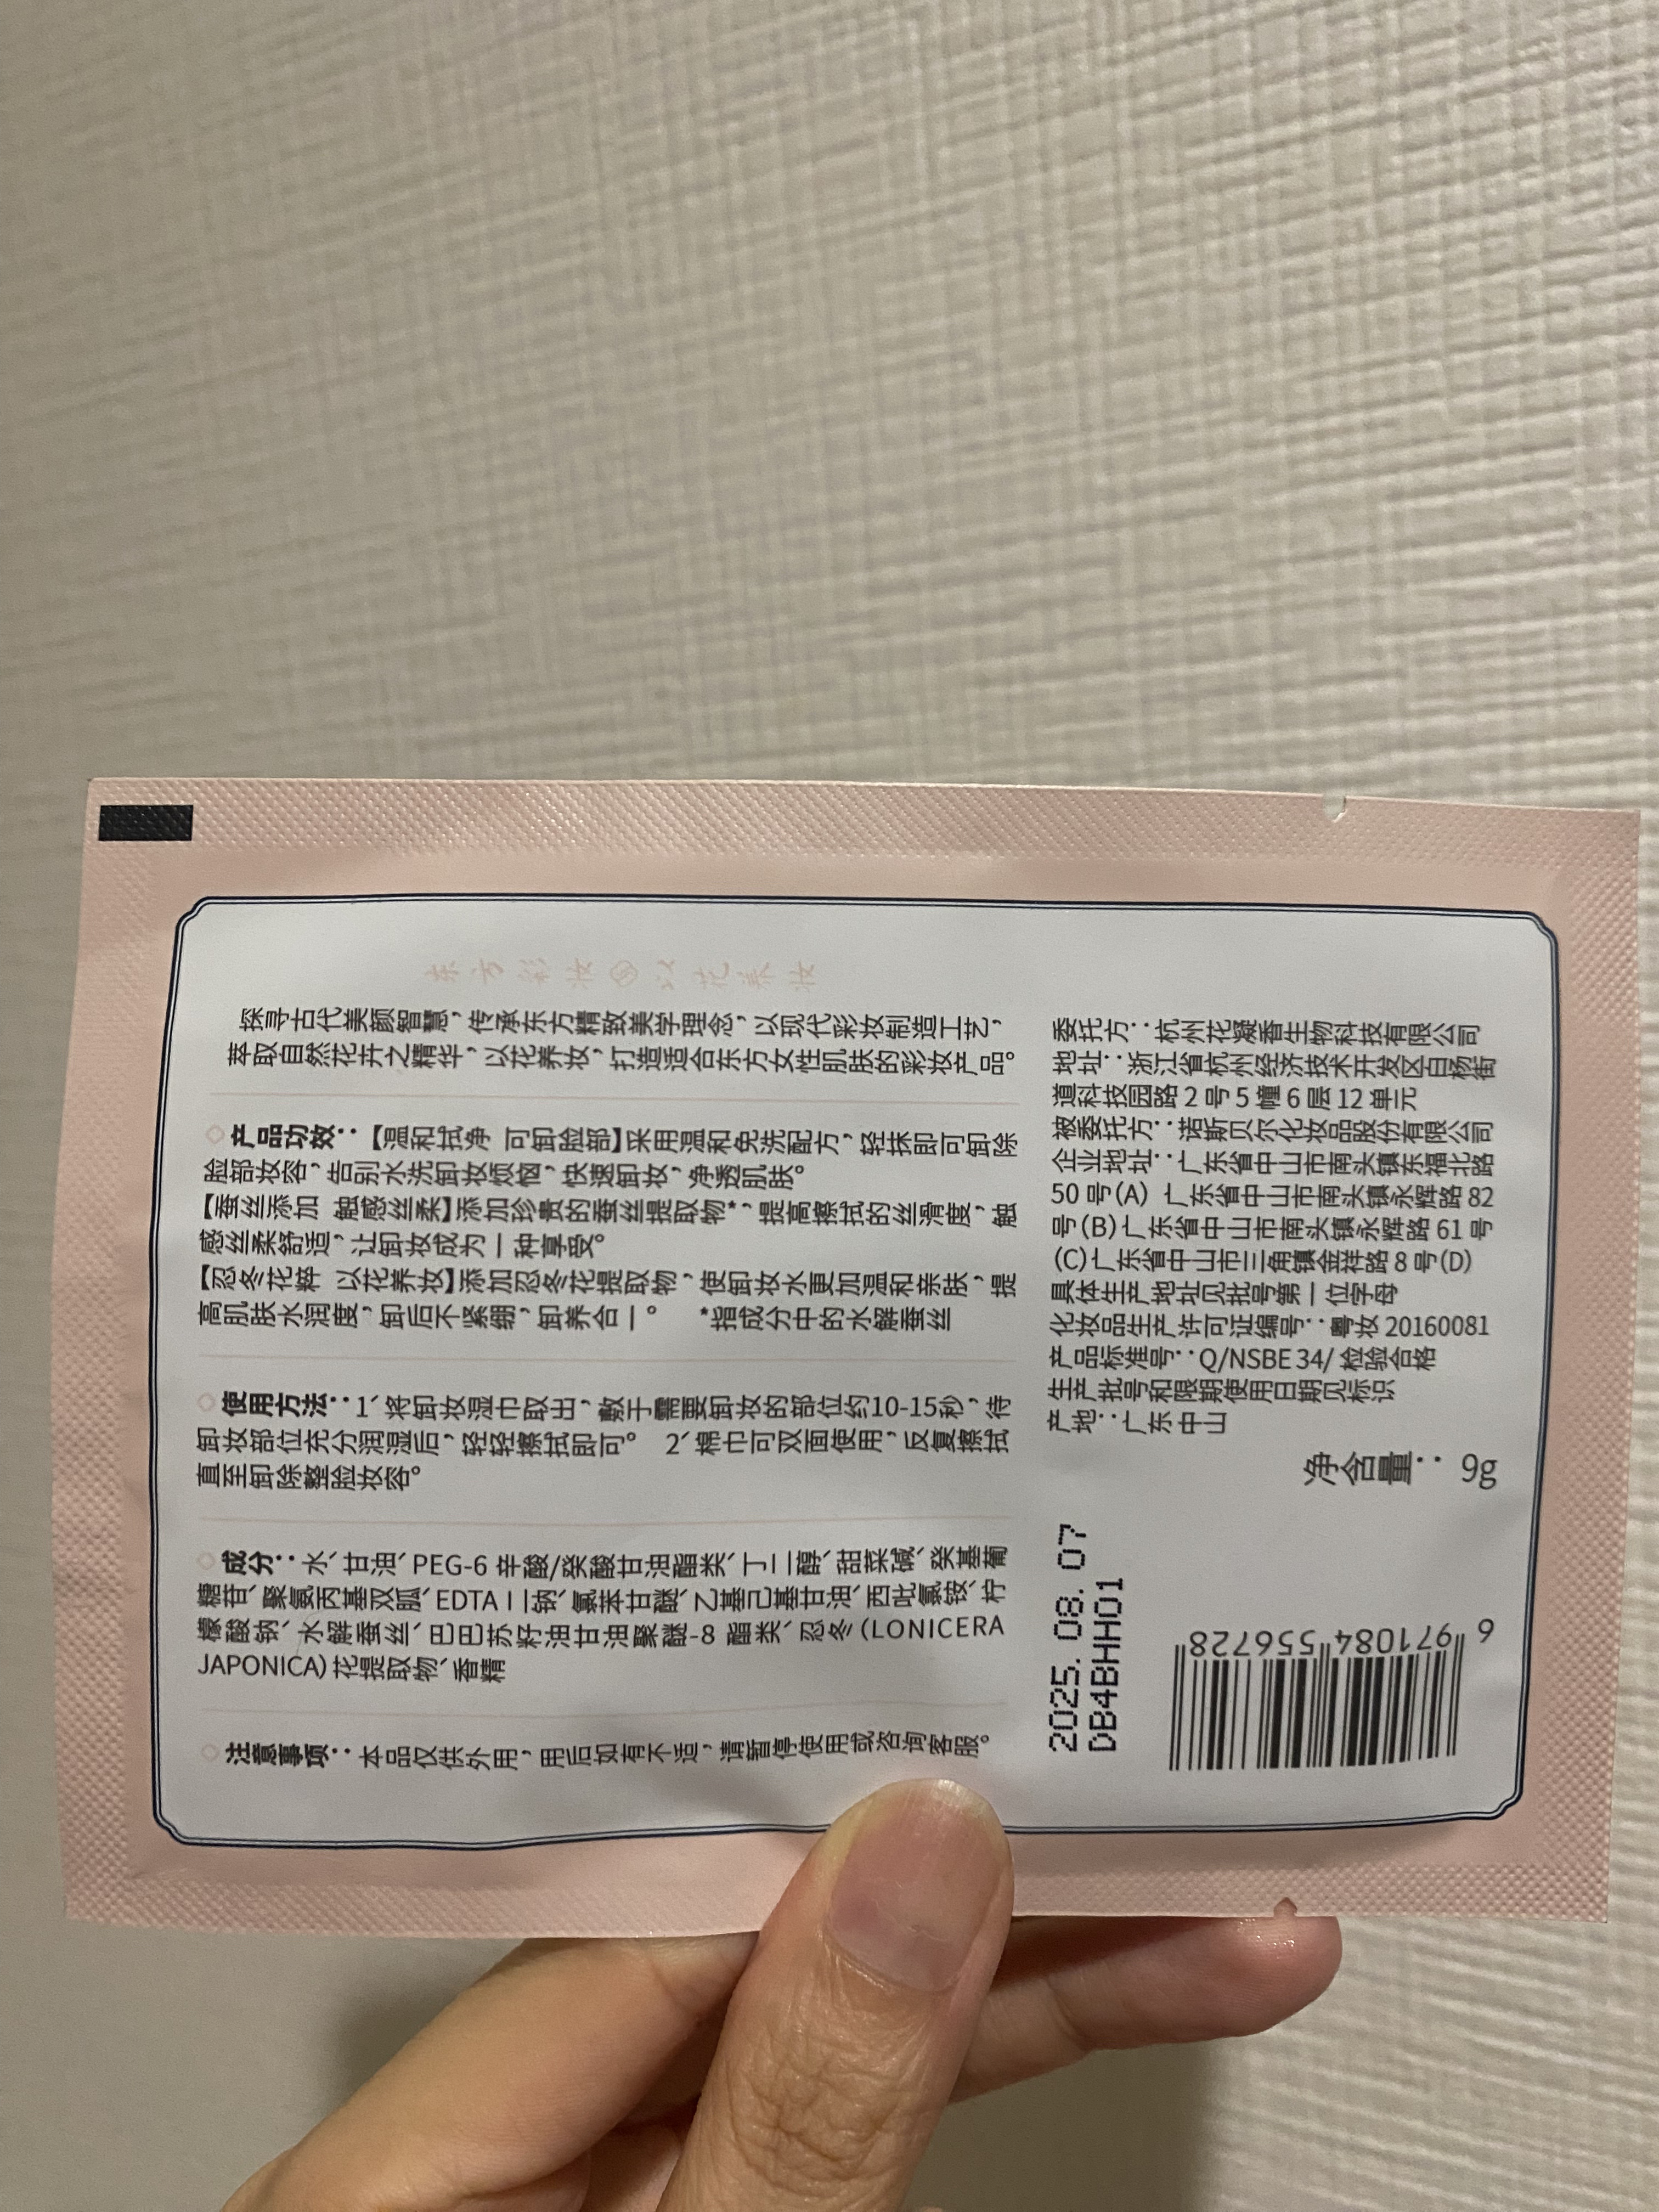 东方彩妆 以花养妆
探寻古代美颜智慧，传承东方精致美学理念，以现代彩妆制造工艺，
萃取自然花卉之精华，以花养妆，打造适合东方女性肌肤的彩妆产品。
产品功效：【温和拭净 可卸脸部】采用温和免洗配方，轻抹即可卸除
脸部妆容，告别水洗卸妆烦恼，快速卸妆，净透肌肤。
【蚕丝添加 触感丝柔】添加珍贵的蚕丝提取物*，提高擦拭的丝滑度，触
感丝柔舒适，让卸妆成为一种享受。
【忍冬花粹 以花养妆】添加忍冬花提取物，使卸妆水更加温和亲肤，提
高肌肤水润度，卸后不紧绷，卸养合一。 *指成分中的水解蚕丝
使用方法：1、将卸妆湿巾取出，敷于需要卸妆的部位约10-15秒，待
卸妆部位充分润湿后，轻轻擦拭即可。 2、棉巾可双面使用，反复擦拭
直至卸除整脸妆容。
成分：水、甘油、PEG-6 辛酸/癸酸甘油酯类、丁二醇、甜菜碱、癸基葡
糖苷、聚氨丙基双胍、EDTA 二钠、氯苯甘醚、乙基己基甘油、西吡氯铵、柠
檬酸钠、水解蚕丝、巴巴苏籽油甘油聚醚-8 酯类、忍冬 (LONICERA
JAPONICA) 花提取物、香精
注意事项：本品仅供外用，用后如有不适，请暂停使用或咨询客服。
委托方：杭州花凝香生物科技有限公司
地址：浙江省杭州经济技术开发区白杨街
道科技园路 2 号 5 幢 6 层 12 单元
被委托方：诺斯贝尔化妆品股份有限公司
企业地址：广东省中山市南头镇东福北路
50 号(A) 广东省中山市南头镇永辉路 82
号(B)广东省中山市南头镇永辉路 61 号
(C)广东省中山市三角镇金祥路 8 号(D)
具体生产地址见批号第一位字母
化妆品生产许可证编号：粤妆 20160081
产品标准号：Q/NSBE 34/ 检验合格
生产批号和限期使用日期见标识
产地：广东中山
净含量： 9g
2025. 08. 07
DB4BHH01
6 971084 556728